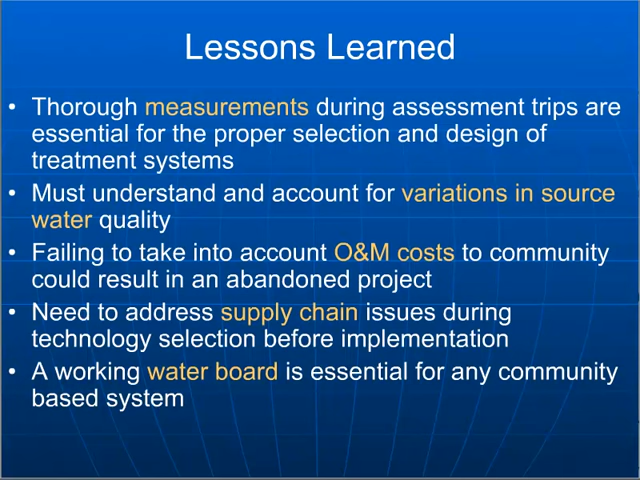 Lessons Learned
• Thorough measurements during assessment trips are
essential for the proper selection and design of
treatment systems
• Must understand and account for variations in source
water quality
• Failing to take into account O&M costs to community
could result in an abandoned project
• Need to address supply chain issues during
technology selection before implementation
• A working water board is essential for any community
based system